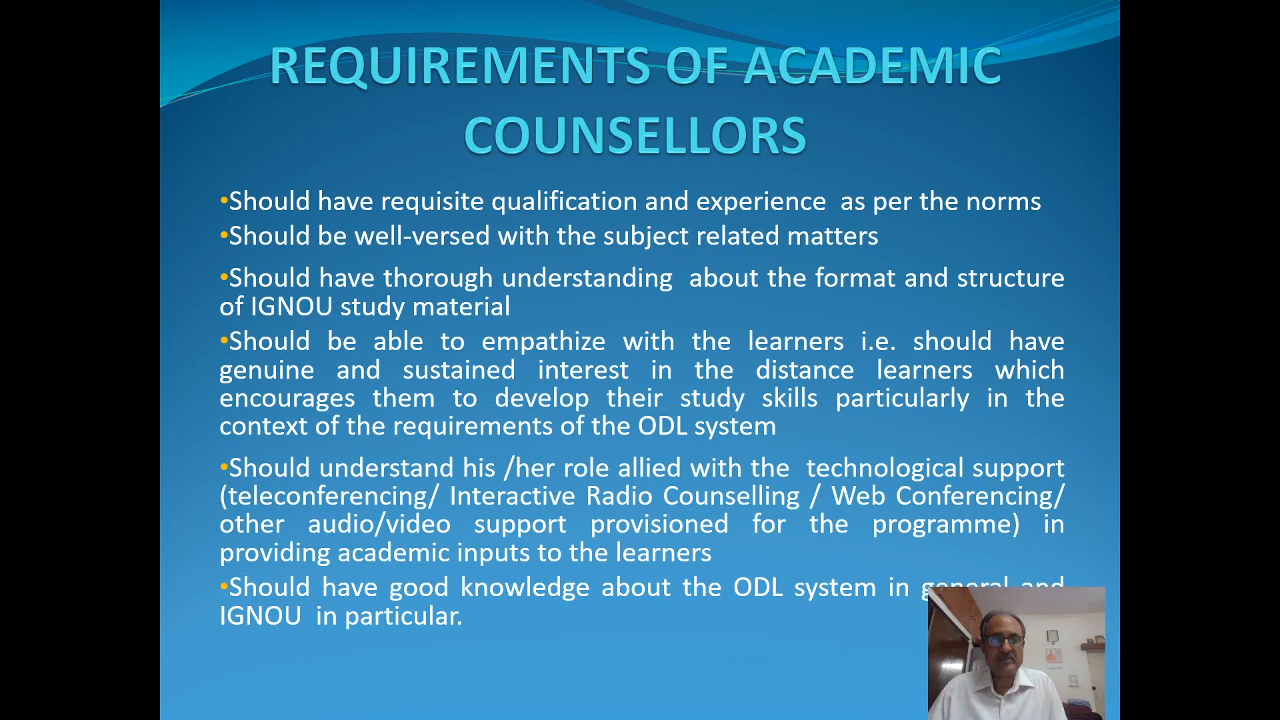 REQUIREMENTS OF ACADEMIC
COUNSELLORS
•Should have requisite qualification and experience as per the norms
•Should be well-versed with the subject related matters
•Should have thorough understanding about the format and structure
of IGNOU study material
•Should be able to empathize with the learners i.e. should have
genuine and sustained interest in the distance learners which
encourages them to develop their study skills particularly in the
context of the requirements of the ODL system
•Should understand his /her role allied with the technological support
(teleconferencing/ Interactive Radio Counselling / Web Conferencing/
other audio/video support provisioned for the programme) in
providing academic inputs to the learners
•Should have good knowledge about the ODL system in general and
IGNOU in particular.